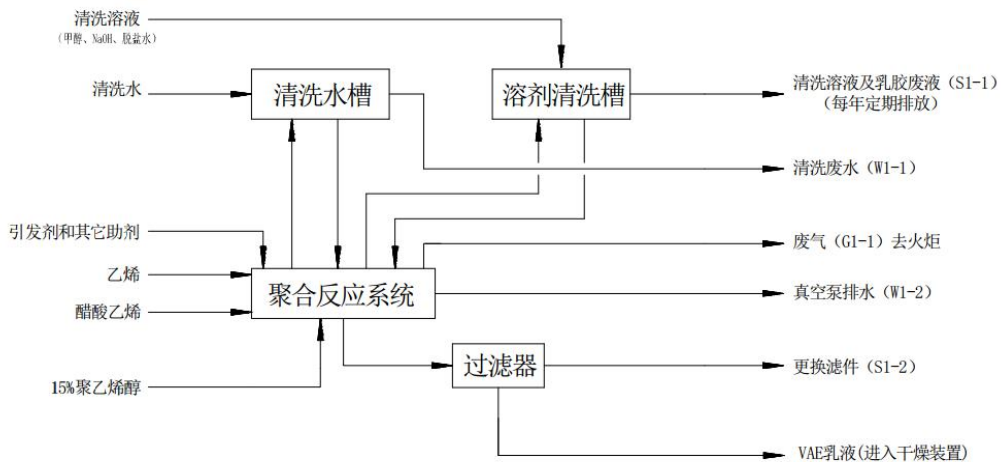 清洗溶液
（甲醇、NaOH、脱盐水）
清洗水
清洗水槽
溶剂清洗槽
清洗溶液及乳胶废液（S1-1）
（每年定期排放）
清洗废水（W1-1）
引发剂和其它助剂
废气（G1-1）去火炬
乙烯
聚合反应系统
真空泵排水（W1-2）
醋酸乙烯
过滤器
更换滤件（S1-2）
15%聚乙烯醇
VAE乳液(进入干燥装置)